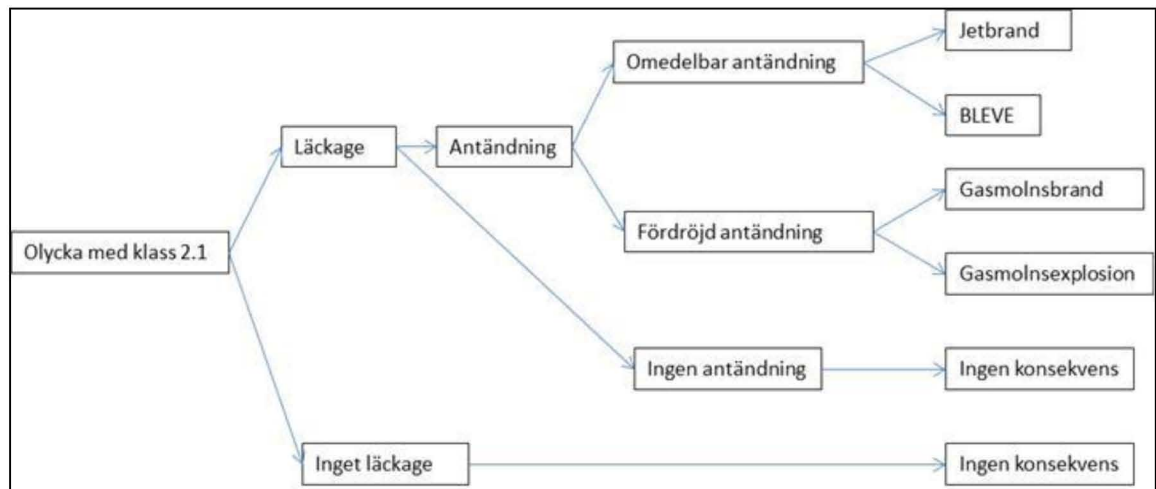 Jetbrand
Omedelbar antändning
BLEVE
Läckage
Antändning
Gasmolnsbrand
Fördröjd antändning
Olycka med klass 2.1
Gasmolnsexplosion
Ingen antändning
Ingen konsekvens
Inget läckage
Ingen konsekvens